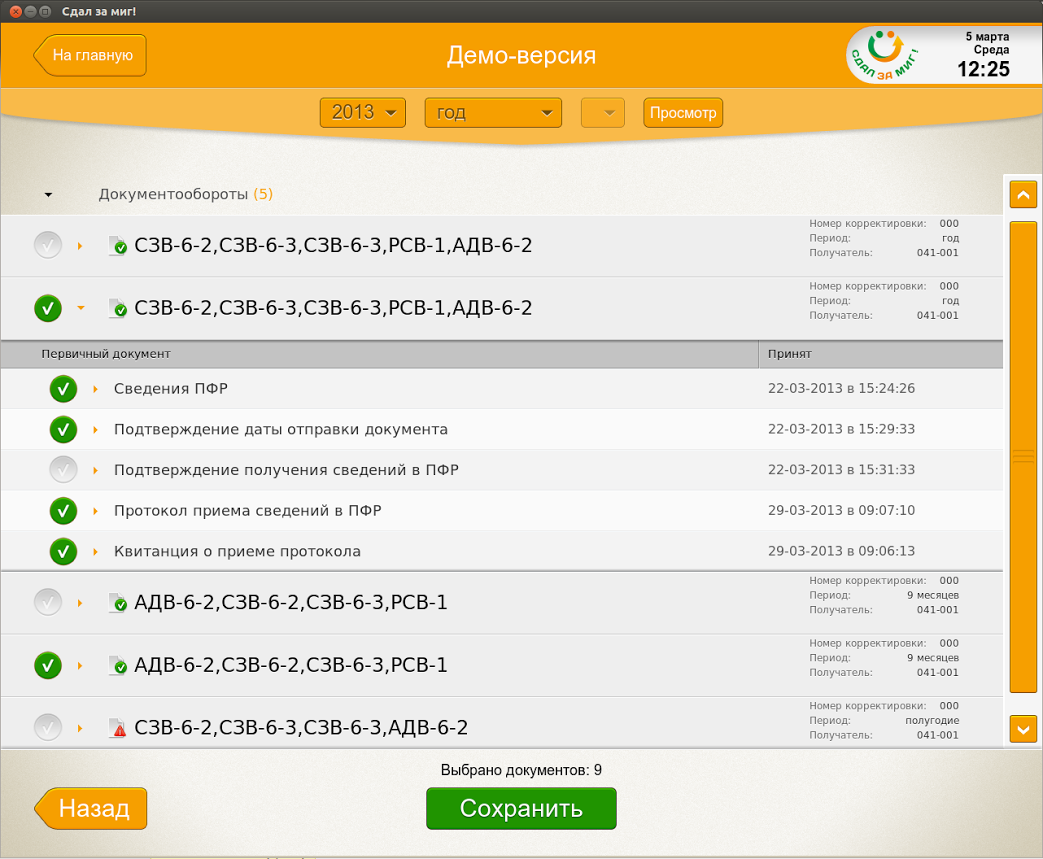 Сдал за миг!
На главную
Демо-версия
СДАЛ ЗА МИГ!
5 марта
Среда
12:25
2013
год
Просмотр
Документообороты (5)
СЗВ-6-2,СЗВ-6-3,СЗВ-6-3,РСВ-1,АДВ-6-2
Номер корректировки: 000
Период: год
Получатель: 041-001
СЗВ-6-2,СЗВ-6-3,СЗВ-6-3,РСВ-1,АДВ-6-2
Номер корректировки: 000
Период: год
Получатель: 041-001
Первичный документ Принят
Сведения ПФР 22-03-2013 в 15:24:26
Подтверждение даты отправки документа 22-03-2013 в 15:29:33
Подтверждение получения сведений в ПФР 22-03-2013 в 15:31:33
Протокол приема сведений в ПФР 29-03-2013 в 09:07:10
Квитанция о приеме протокола 29-03-2013 в 09:06:13
АДВ-6-2,СЗВ-6-2,СЗВ-6-3,РСВ-1
Номер корректировки: 000
Период: 9 месяцев
Получатель: 041-001
АДВ-6-2,СЗВ-6-2,СЗВ-6-3,РСВ-1
Номер корректировки: 000
Период: 9 месяцев
Получатель: 041-001
СЗВ-6-2,СЗВ-6-3,СЗВ-6-3,АДВ-6-2
Номер корректировки: 000
Период: полугодие
Получатель: 041-001
Выбрано документов: 9
Назад
Сохранить